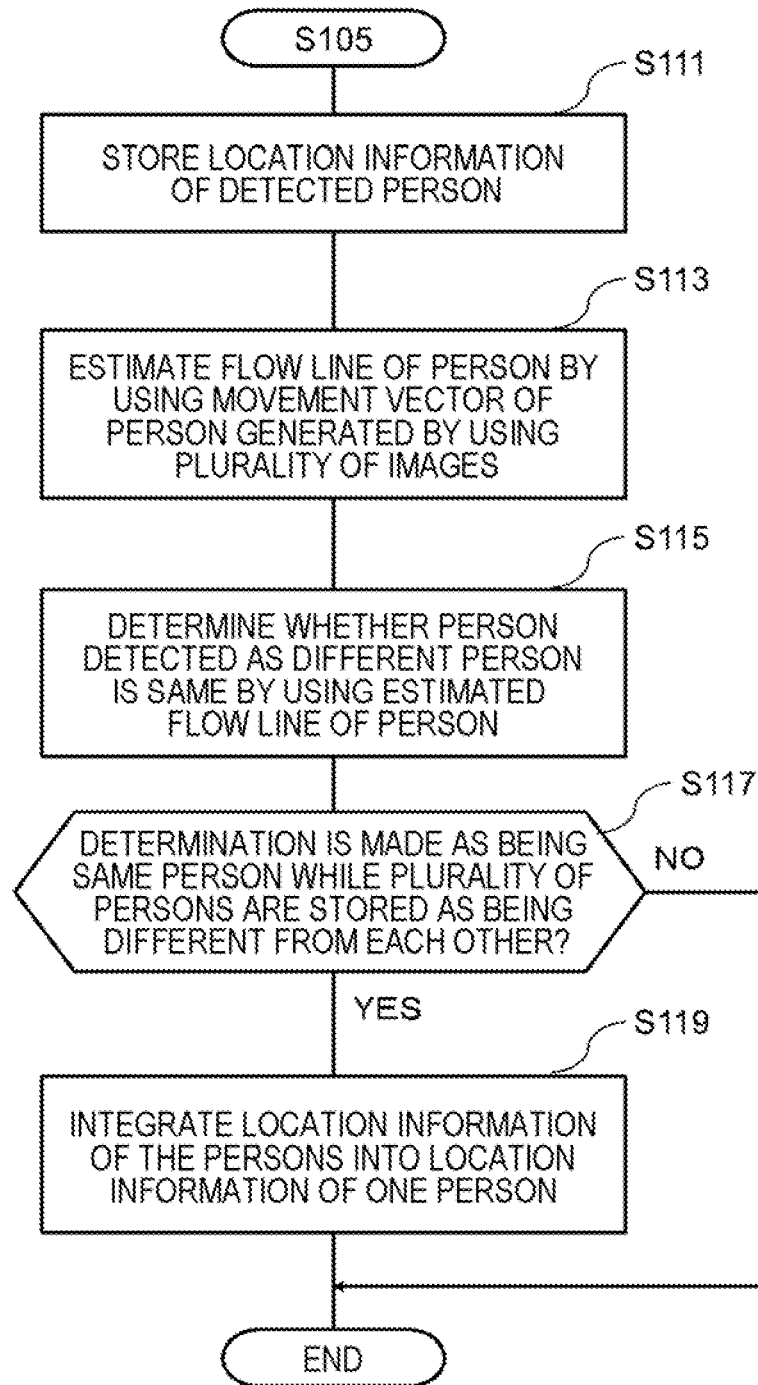 S105
S111
STORE LOCATION INFORMATION
OF DETECTED PERSON
S113
ESTIMATE FLOW LINE OF PERSON BY
USING MOVEMENT VECTOR OF
PERSON GENERATED BY USING
PLURALITY OF IMAGES
S115
DETERMINE WHETHER PERSON
DETECTED AS DIFFERENT PERSON
IS SAME BY USING ESTIMATED
FLOW LINE OF PERSON
S117
DETERMINATION IS MADE AS BEING
SAME PERSON WHILE PLURALITY OF
PERSONS ARE STORED AS BEING
DIFFERENT FROM EACH OTHER?
NO
YES
S119
INTEGRATE LOCATION INFORMATION
OF THE PERSONS INTO LOCATION
INFORMATION OF ONE PERSON
END